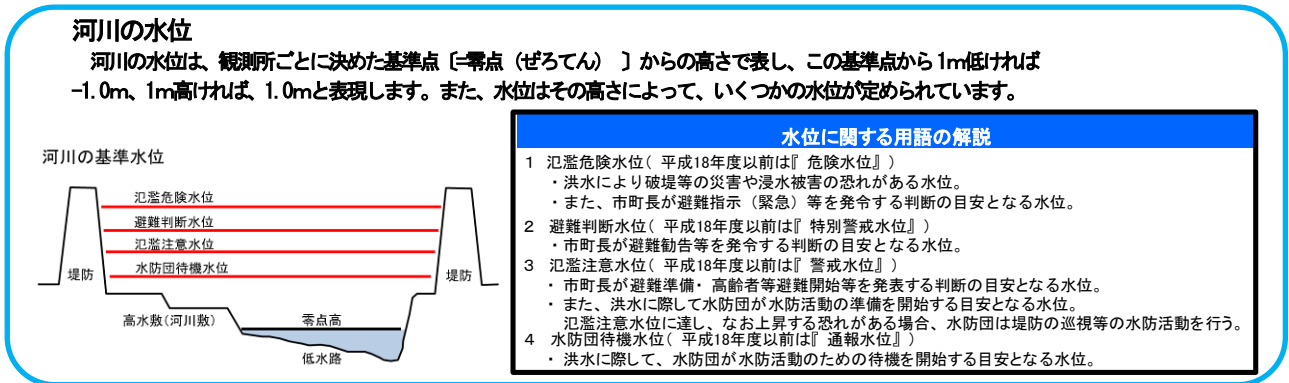 河川の水位
河川の水位は、観測所ごとに決めた基準点〔=零点（ぜろてん）　〕からの高さで表し、この基準点から1m低ければ
-1.0m、1m高ければ、1.0mと表現します。また、水位はその高さによって、いくつかの水位が定められています。
河川の基準水位
氾濫危険水位
避難判断水位
氾濫注意水位
水防団待機水位
堤防
堤防
高水敷(河川敷)
零点高
低水路
水位に関する用語の解説
1　氾濫危険水位( 平成18年度以前は『 危険水位』)
・洪水により破堤等の災害や浸水被害の恐れがある水位。
・また、市町長が避難指示（緊急）等を発令する判断の目安となる水位。
2　避難判断水位( 平成18年度以前は『 特別警戒水位』)
・市町長が避難勧告等を発令する判断の目安となる水位。
3　氾濫注意水位( 平成18年度以前は『 警戒水位』)
・市町長が避難準備・ 高齢者等避難開始等を発表する判断の目安となる水位。
・ また、洪水に際して水防団が水防活動の準備を開始する目安となる水位。
氾濫注意水位に達し、なお上昇する恐れがある場合、水防団は堤防の巡視等の水防活動を行う。
4　水防団待機水位( 平成18年度以前は『 通報水位』)
・ 洪水に際して、水防団が水防活動のための待機を開始する目安となる水位。